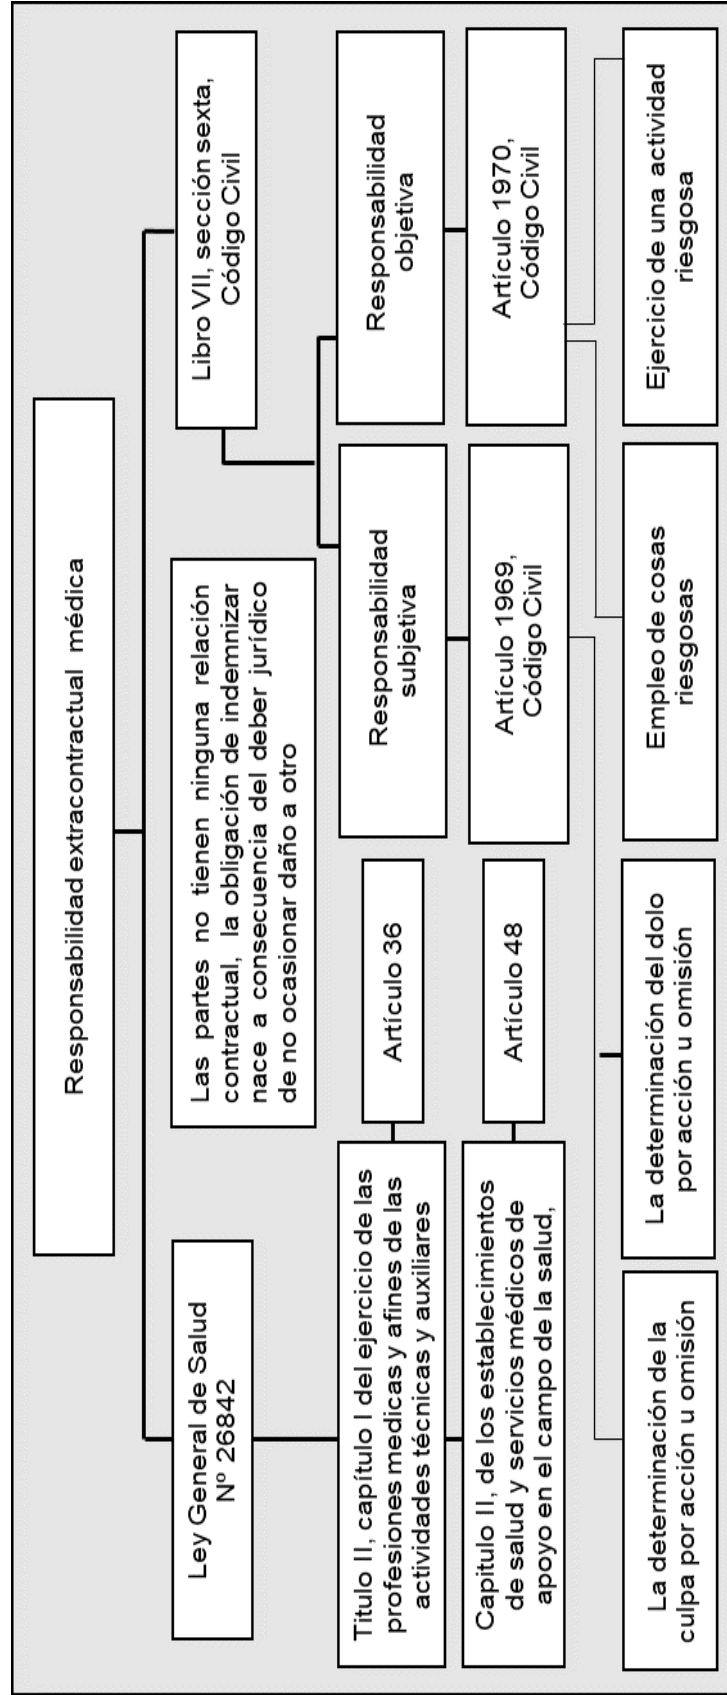 Responsabilidad extracontractual médica
Ley General de Salud
Nº 26842
Las partes no tienen ninguna relación
contractual, la obligación de indemnizar
nace a consecuencia del deber jurídico
de no ocasionar daño a otro
Libro VII, sección sexta,
Código Civil
Titulo II, capítulo I del ejercicio de las
profesiones medicas y afines de las
actividades técnicas y auxiliares
Artículo 36
Responsabilidad
subjetiva
Responsabilidad
objetiva
Capitulo II, de los establecimientos
de salud y servicios médicos de
apoyo en el campo de la salud,
Artículo 48
Artículo 1969,
Código Civil
Artículo 1970,
Código Civil
La determinación de la
culpa por acción u omisión
La determinación del dolo
por acción u omisión
Empleo de cosas
riesgosas
Ejercicio de una actividad
riesgosa